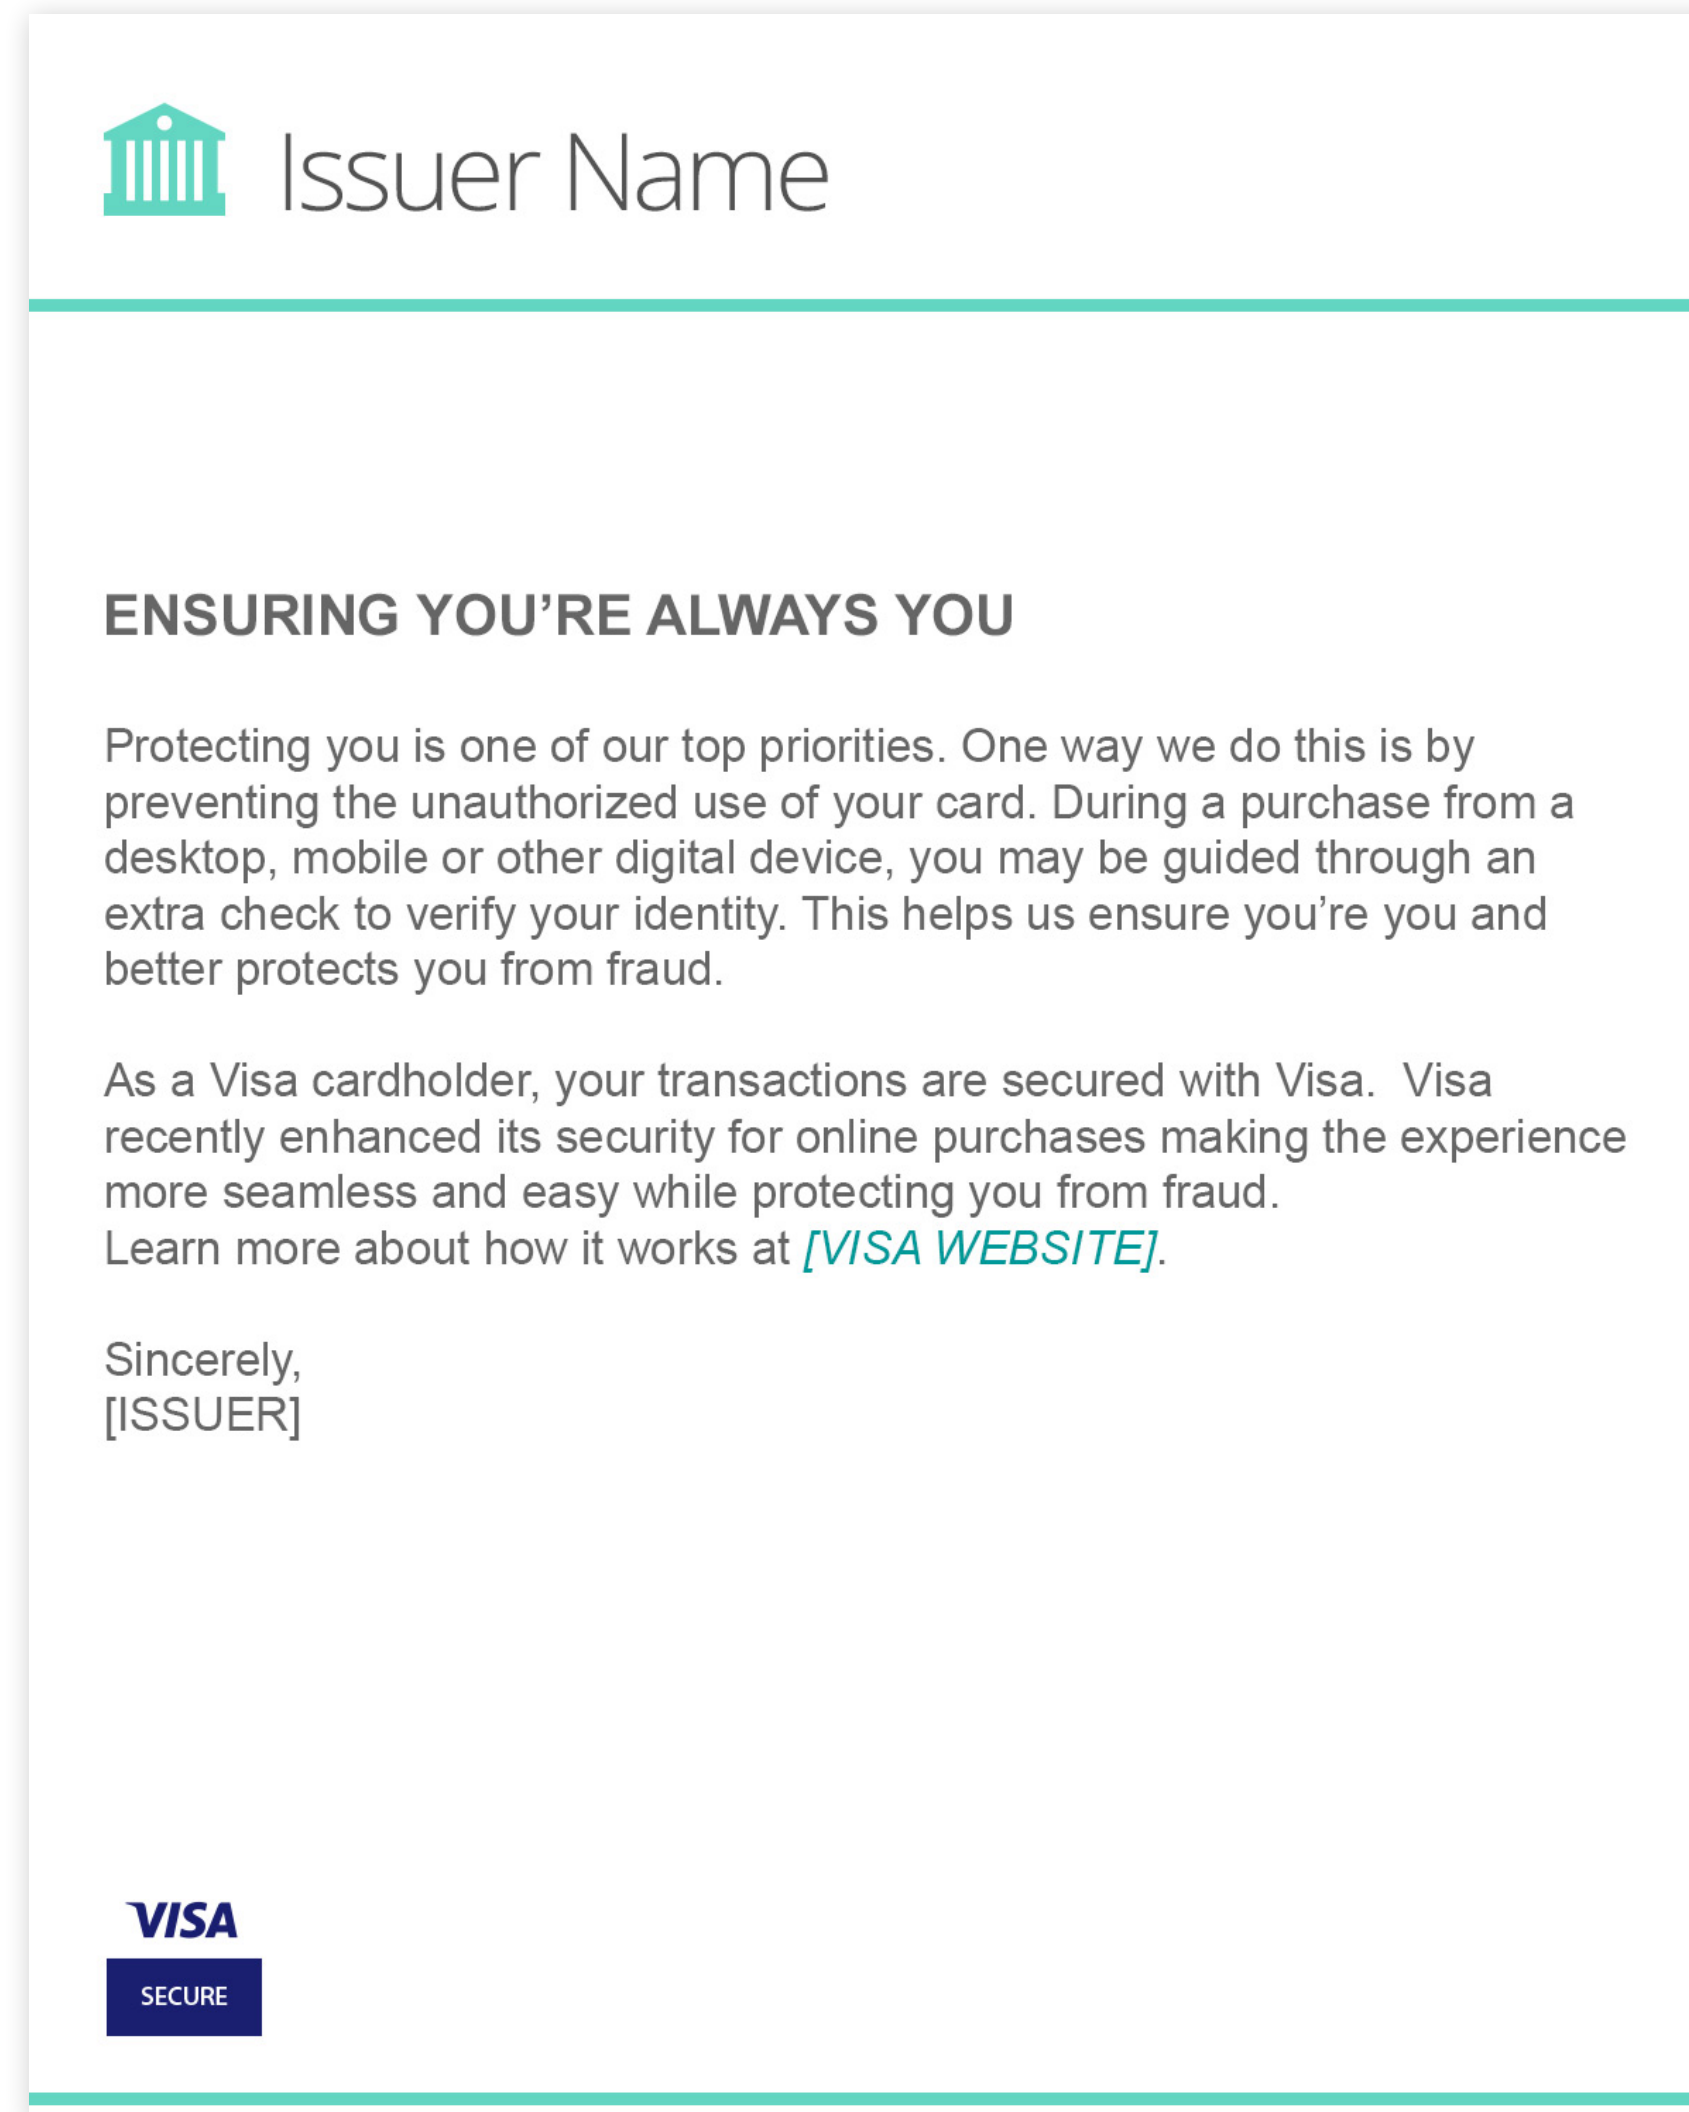 Issuer Name
ENSURING YOU’RE ALWAYS YOU
Protecting you is one of our top priorities. One way we do this is by
preventing the unauthorized use of your card. During a purchase from a
desktop, mobile or other digital device, you may be guided through an
extra check to verify your identity. This helps us ensure you’re you and
better protects you from fraud.
As a Visa cardholder, your transactions are secured with Visa.  Visa
recently enhanced its security for online purchases making the experience
more seamless and easy while protecting you from fraud.
Learn more about how it works at [VISA WEBSITE].
Sincerely,
[ISSUER]
VISA
SECURE